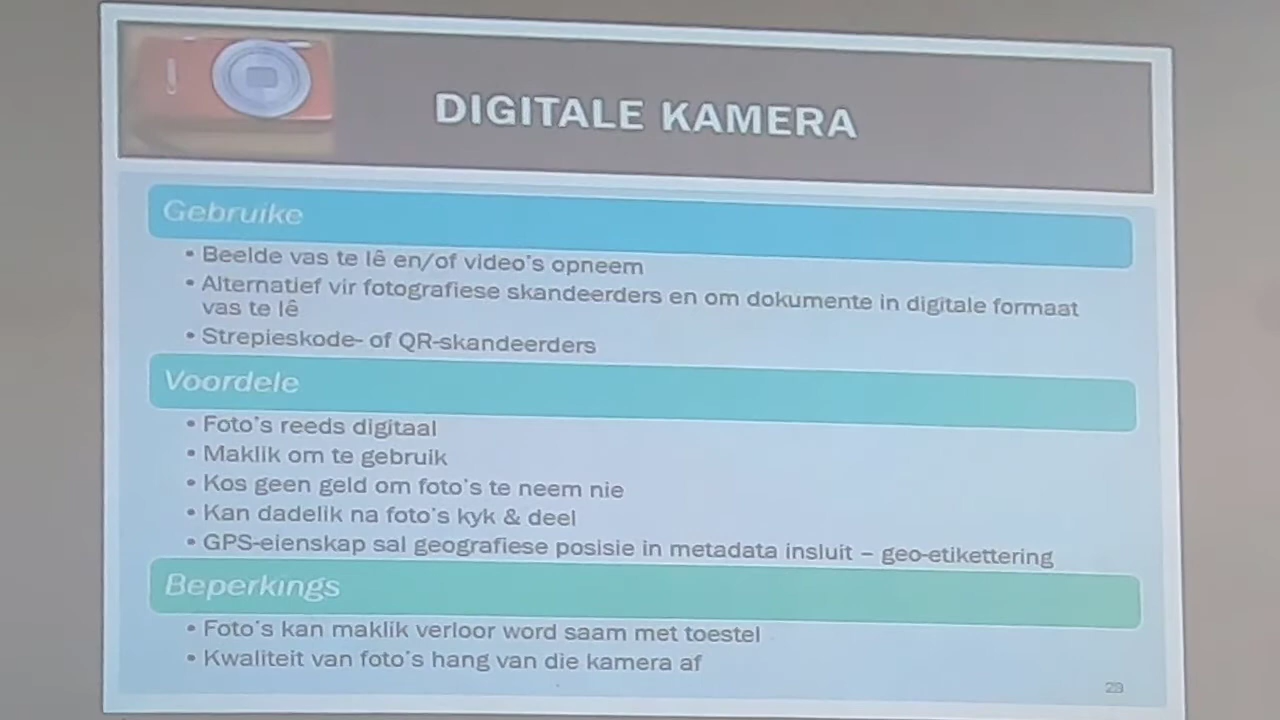 DIGITALE KAMERA
Gebruike
• Beelde vas te lê en/of video's opneem
• Alternatief vir fotografiese skandeerders en om dokumente in digitale formaat
vas te lê
• Strepieskode- of QR-skandeerders
Voordele
• Foto's reeds digitaal
• Maklik om te gebruik
• Kos geen geld om foto's te neem nie
• Kan dadelik na foto's kyk & deel
• GPS-eienskap sal geografiese posisie in metadata insluit – geo-etikettering
Beperkings
• Foto's kan maklik verloor word saam met toestel
• Kwaliteit van foto's hang van die kamera af
23